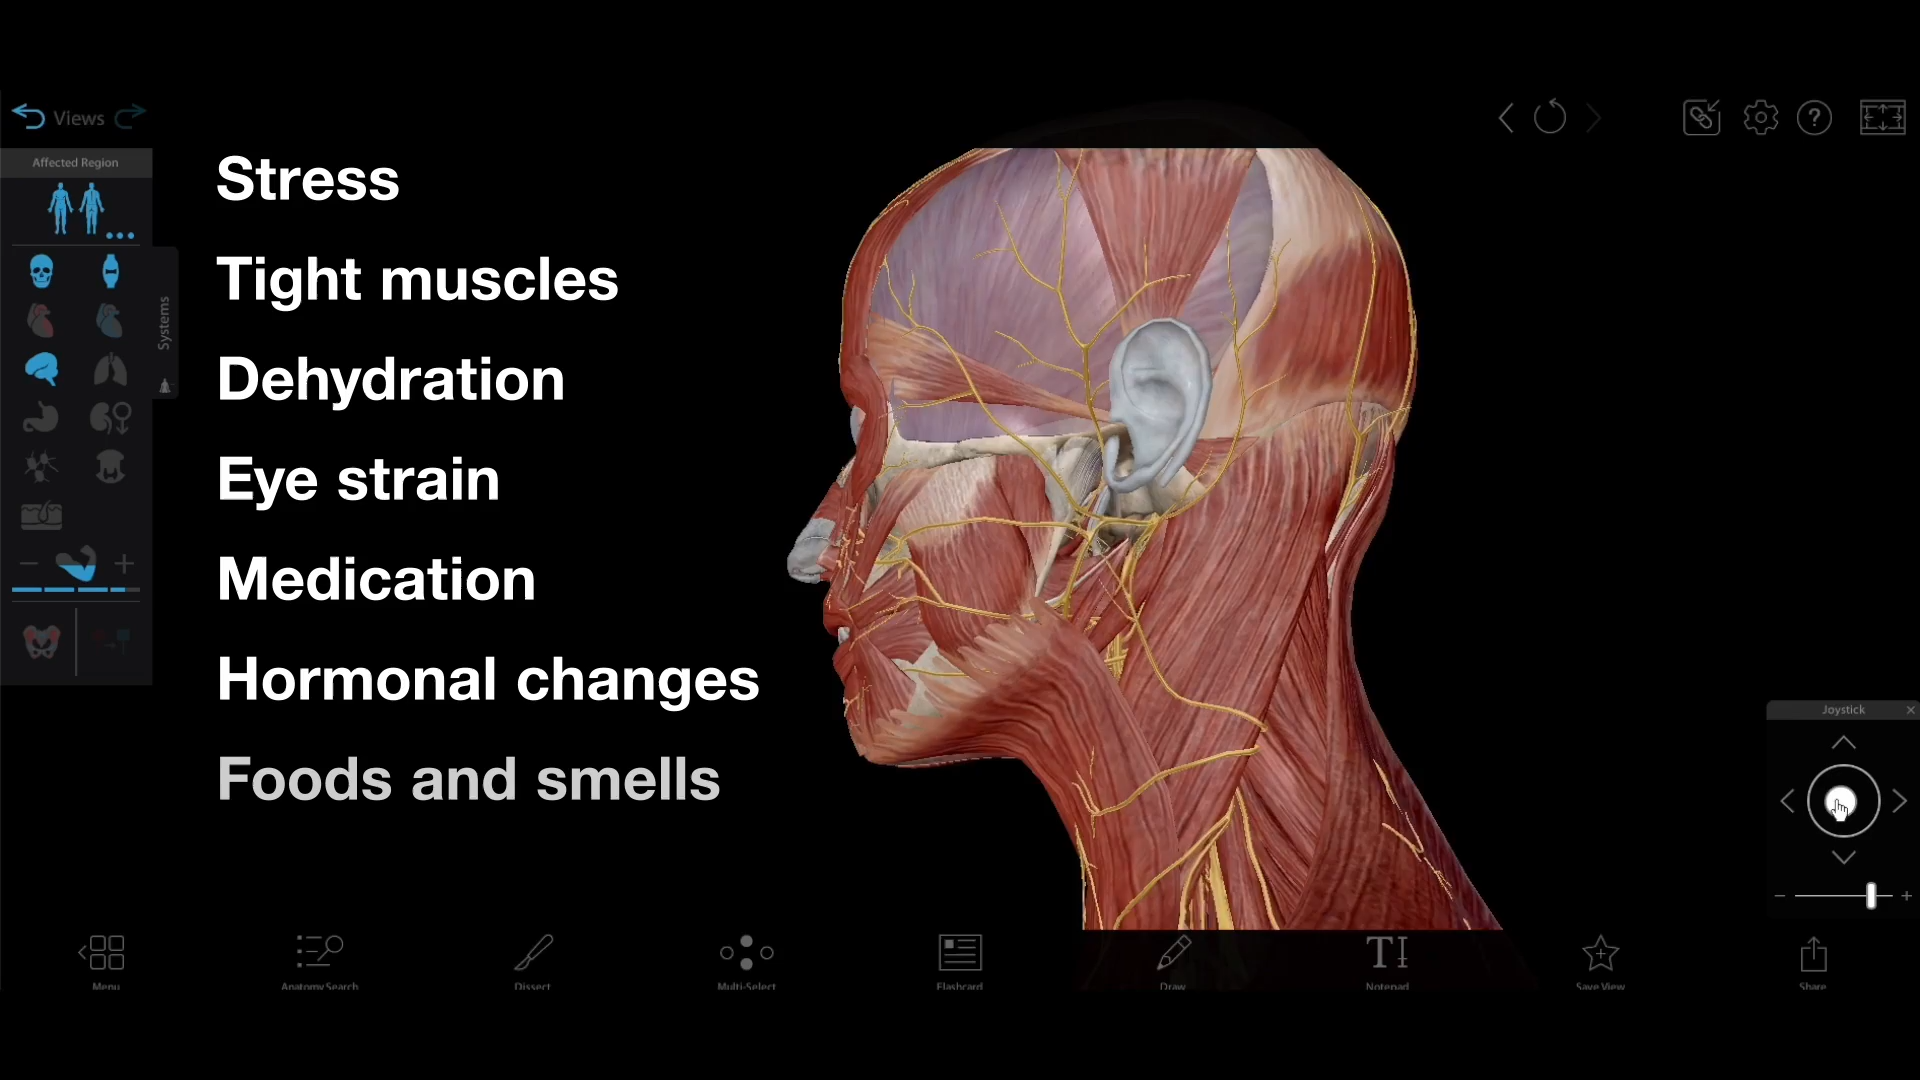 Views
Affected Region
Systems
Stress
Tight muscles
Dehydration
Eye strain
Medication
Hormonal changes
Foods and smells
Joystick
Menu
Anatomy Search
Dissect
Multi-Select
Flashcard
Draw
Notepad
Save View
Share